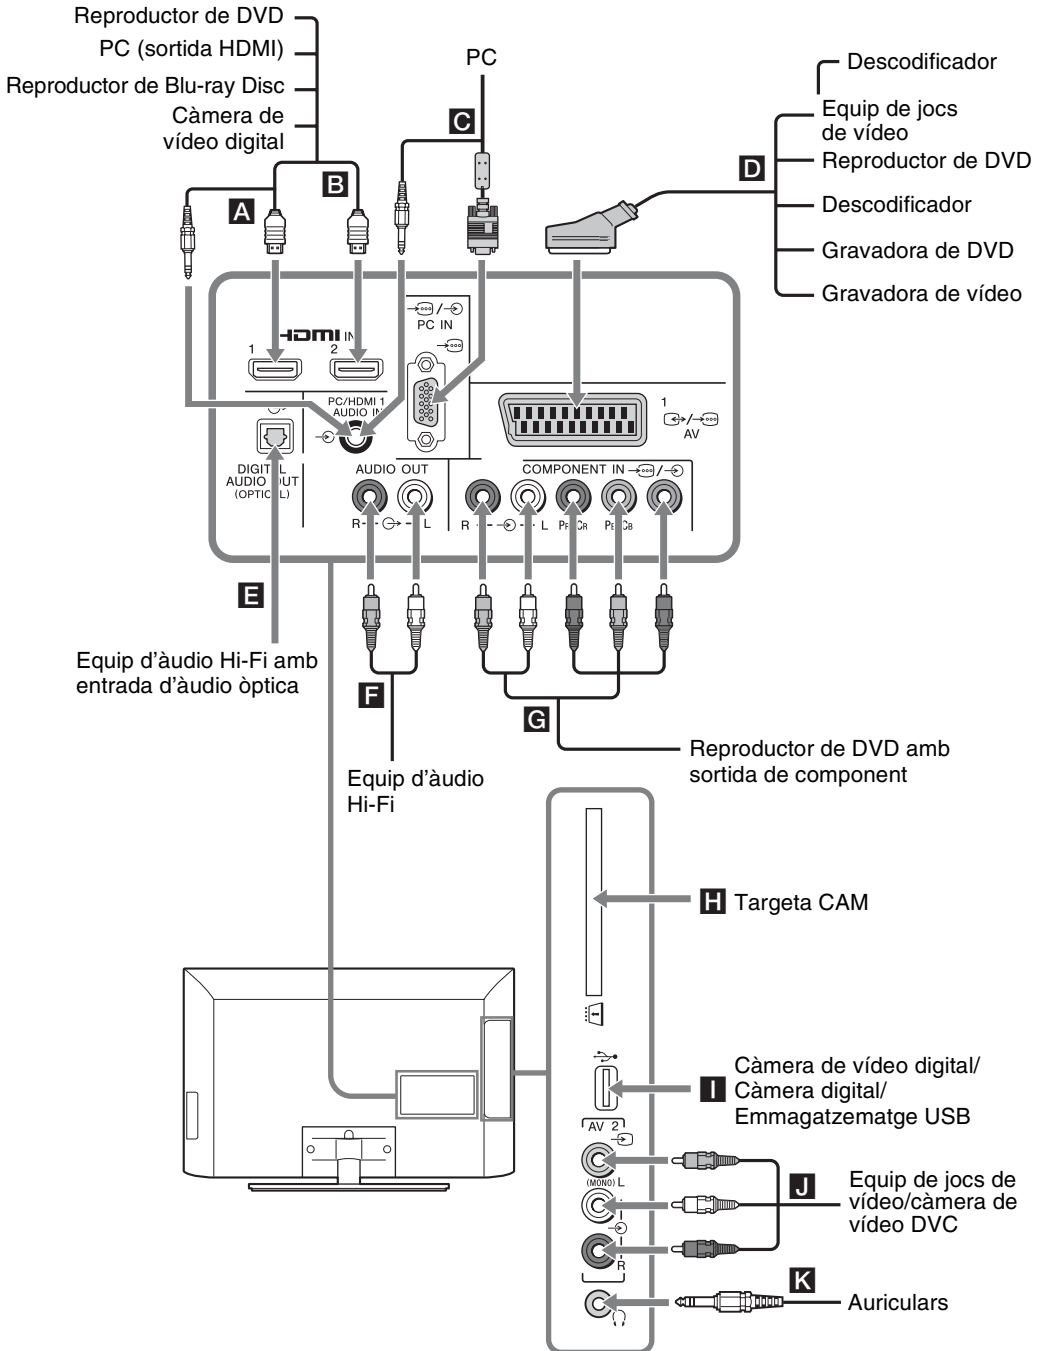 Reproductor de DVD
PC (sortida HDMI)
Reproductor de Blu-ray Disc
Càmera de
vídeo digital
PC
Descodificador
Equip de jocs
de vídeo
Reproductor de DVD
Descodificador
Gravadora de DVD
Gravadora de vídeo
A
B
C
D
/
PC IN
HDMI IN
1
2
PC/HDMI 1
AUDIO IN
1
/
AV
DIGITAL
AUDIO OUT
(OPTICAL)
AUDIO OUT
R L
COMPONENT IN /
R L PR/CR PB/CB
E
Equip d'àudio Hi-Fi amb
entrada d'àudio òptica
F
Equip d'àudio
Hi-Fi
G
Reproductor de DVD amb
sortida de component
H Targeta CAM
I
Càmera de vídeo digital/
Càmera digital/
Emmagatzematge USB
AV 2
(MONO) L
R
J
Equip de jocs de
vídeo/càmera de
vídeo DVC
K
Auriculars